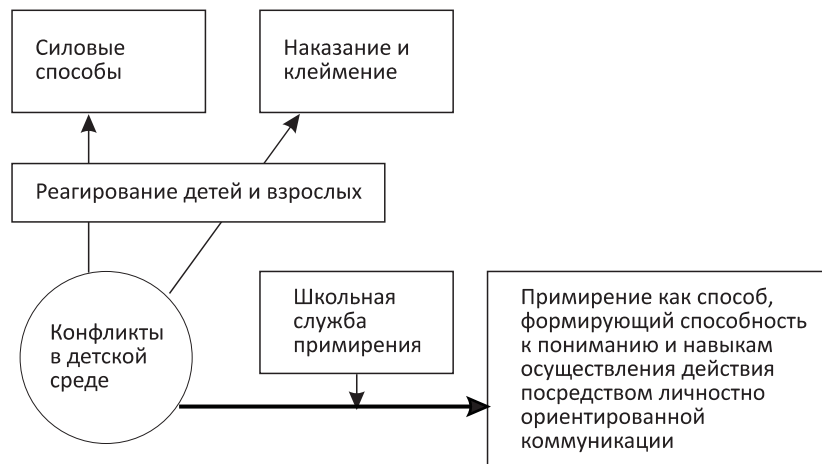 Силовые
способы
Наказание и
клеймение
Реагирование детей и взрослых
Конфликты
в детской
среде
Школьная
служба
примирения
Примирение как способ,
формирующий способность
к пониманию и навыкам
осуществления действия
посредством личностно
ориентированной
коммуникации